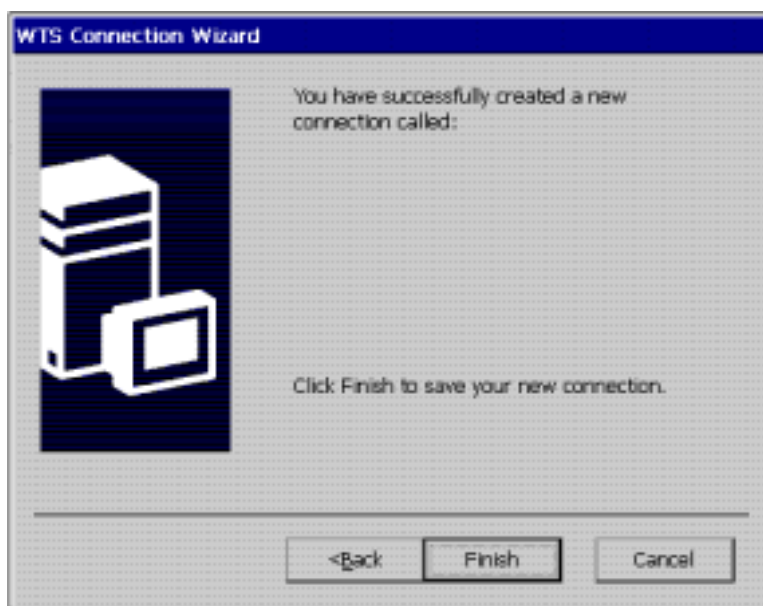 WTS Connection Wizard
You have successfully created a new
connection called:
Click Finish to save your new connection.
<Back
Finish
Cancel